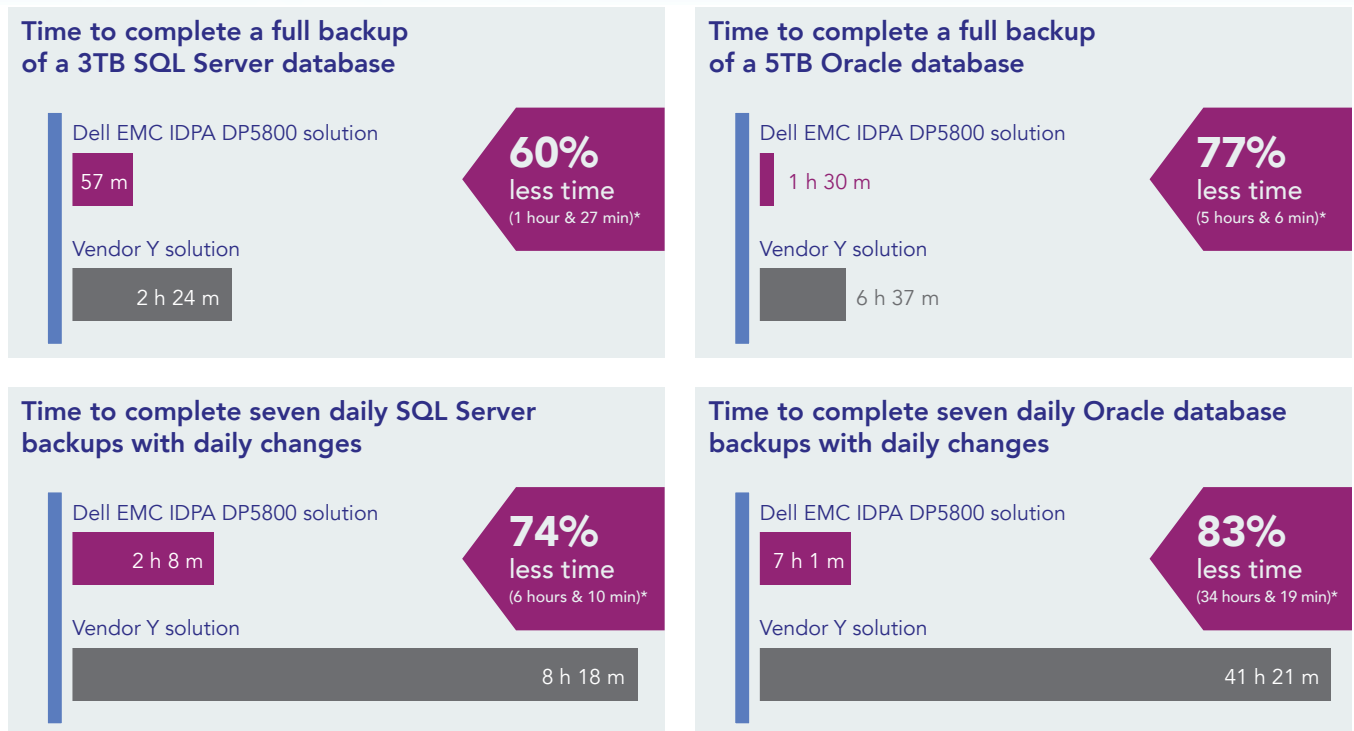 Time to complete a full backup
of a 3TB SQL Server database
Dell EMC IDPA DP5800 solution
57 m
Vendor Y solution
2 h 24 m
60%
less time
(1 hour & 27 min)*
Time to complete a full backup
of a 5TB Oracle database
Dell EMC IDPA DP5800 solution
1 h 30 m
Vendor Y solution
6 h 37 m
77%
less time
(5 hours & 6 min)*
Time to complete seven daily SQL Server
backups with daily changes
Dell EMC IDPA DP5800 solution
2 h 8 m
Vendor Y solution
8 h 18 m
74%
less time
(6 hours & 10 min)*
Time to complete seven daily Oracle database
backups with daily changes
Dell EMC IDPA DP5800 solution
7 h 1 m
Vendor Y solution
41 h 21 m
83%
less time
(34 hours & 19 min)*